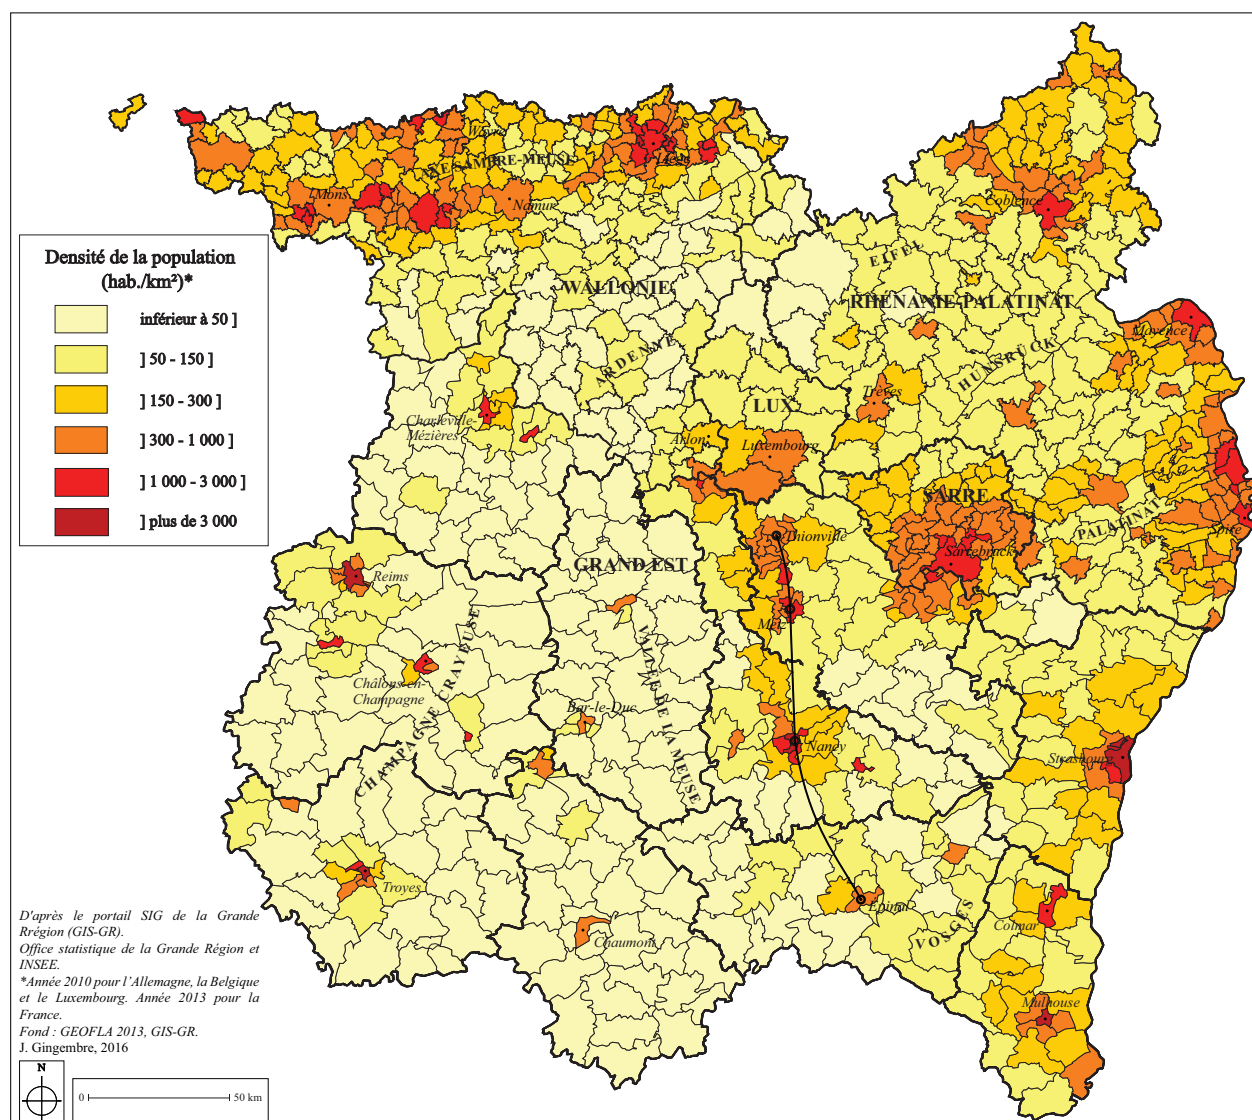 Wavre
AXE SAMBRE-MEUSE
Liège
Mons
Namur
Coblence
Densité de la population
(hab./km²)*
inférieur à 50 ]
] 50 - 150 ]
] 150 - 300 ]
] 300 - 1 000 ]
] 1 000 - 3 000 ]
] plus de 3 000
EIFEL
WALLONIE
RHENANIE-PALATINAT
Mayence
ARDENNE
HUNSRÜCK
Trèves
LUX.
Charleville-
Mézières
Arlon
Luxembourg
SARRE
PALATINAT
Spire
Thionville
Sarrebruck
GRAND EST
Reims
Metz
VALLEE DE LA MEUSE
CHAMPAGNE CRAYEUSE
Châlons-en-
Champagne
Bar-le-Duc
Nancy
Strasbourg
Troyes
Epinal
VOSGES
Colmar
Chaumont
Mulhouse
D'après le portail SIG de la Grande
Rrégion (GIS-GR).
Office statistique de la Grande Région et
INSEE.
*Année 2010 pour l'Allemagne, la Belgique
et le Luxembourg. Année 2013 pour la
France.
Fond : GEOFLA 2013, GIS-GR.
J. Gingembre, 2016
N
0
50 km